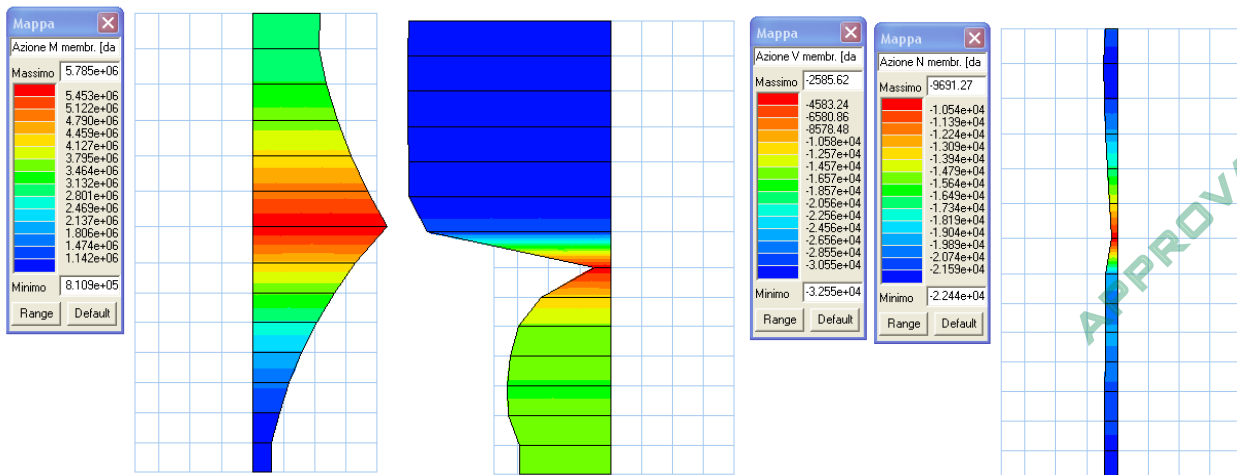 Mappa
Azione M membr. [da
Massimo 5.785e+06
5.453e+06
5.122e+06
4.790e+06
4.459e+06
4.127e+06
3.795e+06
3.464e+06
3.132e+06
2.801e+06
2.469e+06
2.137e+06
1.806e+06
1.474e+06
1.142e+06
Minimo 8.109e+05
Range Default
Mappa
Azione V membr. [da
Massimo -2585.62
-4583.24
-6580.86
-8578.48
-1.058e+04
-1.257e+04
-1.457e+04
-1.657e+04
-1.857e+04
-2.056e+04
-2.256e+04
-2.456e+04
-2.656e+04
-2.855e+04
-3.055e+04
Minimo -3.255e+04
Range Default
Mappa
Azione N membr. [da
Massimo -9691.27
-1.054e+04
-1.139e+04
-1.224e+04
-1.309e+04
-1.394e+04
-1.479e+04
-1.564e+04
-1.649e+04
-1.734e+04
-1.819e+04
-1.904e+04
-1.989e+04
-2.074e+04
-2.159e+04
Minimo -2.244e+04
Range Default
APPROVA